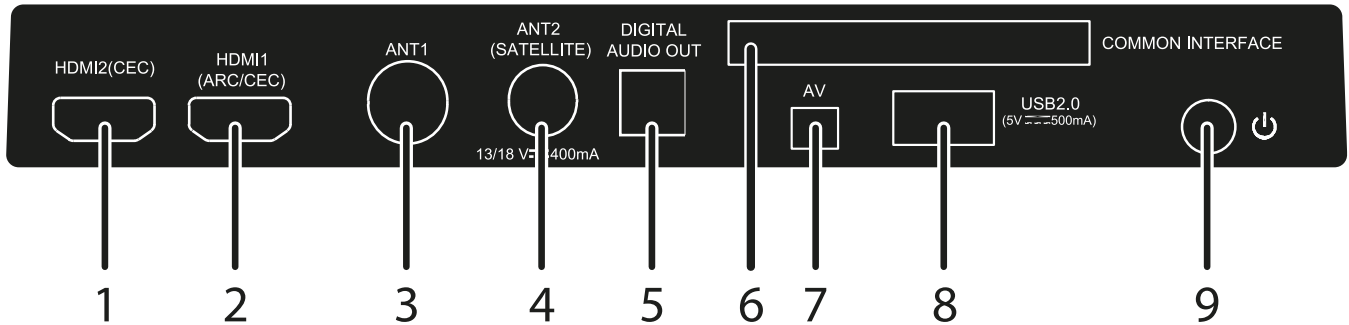 HDMI2(CEC)
HDMI1
(ARC/CEC)
ANT1
ANT2
(SATELLITE)
13/18 V⎓400mA
DIGITAL
AUDIO OUT
COMMON INTERFACE
AV
USB2.0
(5V⎓500mA)
1 2 3 4 5 6 7 8 9